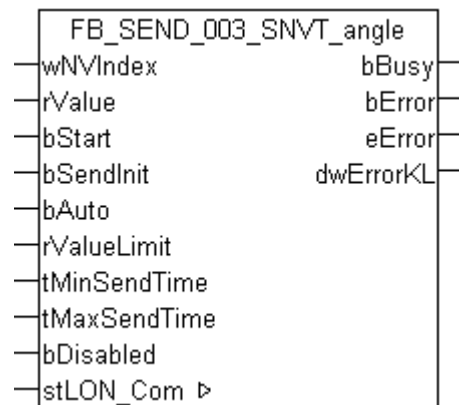 FB_SEND_003_SNVT_angle
wNVIndex bBusy
rValue bError
bStart eError
bSendInit dwErrorKL
bAuto
rValueLimit
tMinSendTime
tMaxSendTime
bDisabled
stLON_Com ▷